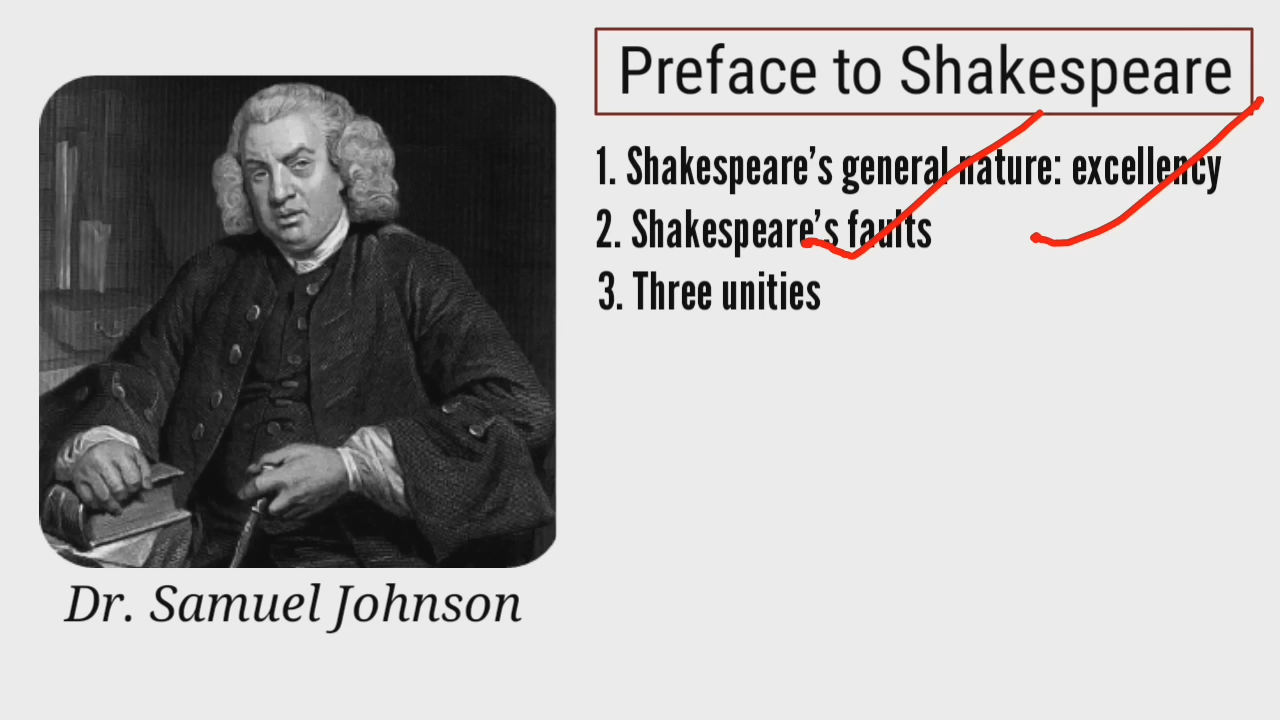 Preface to Shakespeare
1. Shakespeare's general nature: excellency
2. Shakespeare's faults
3. Three unities
Dr. Samuel Johnson